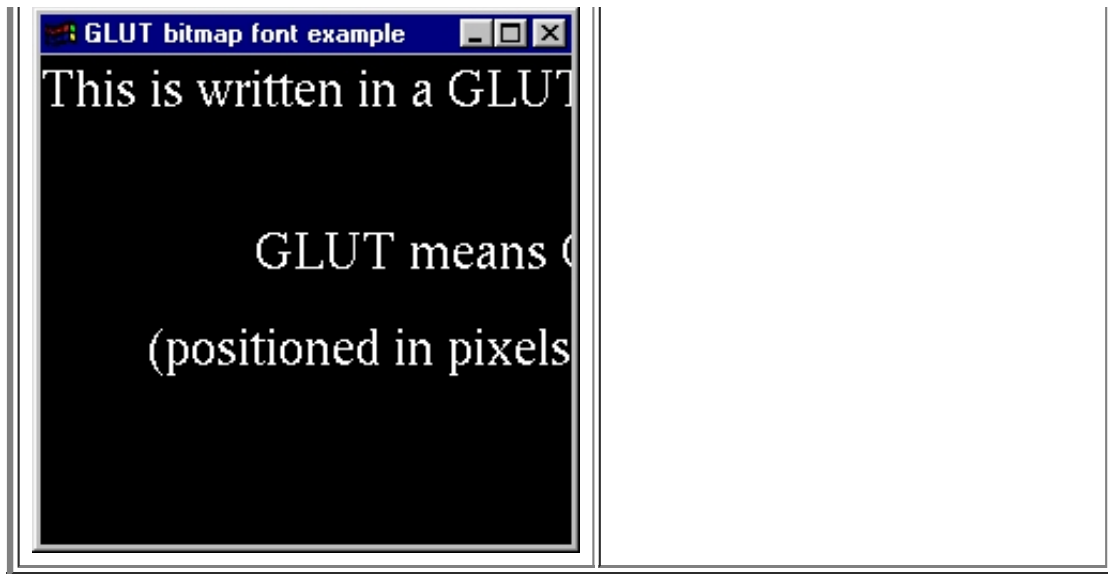 GLUT bitmap font example
This is written in a GLUT
GLUT means
(positioned in pixels